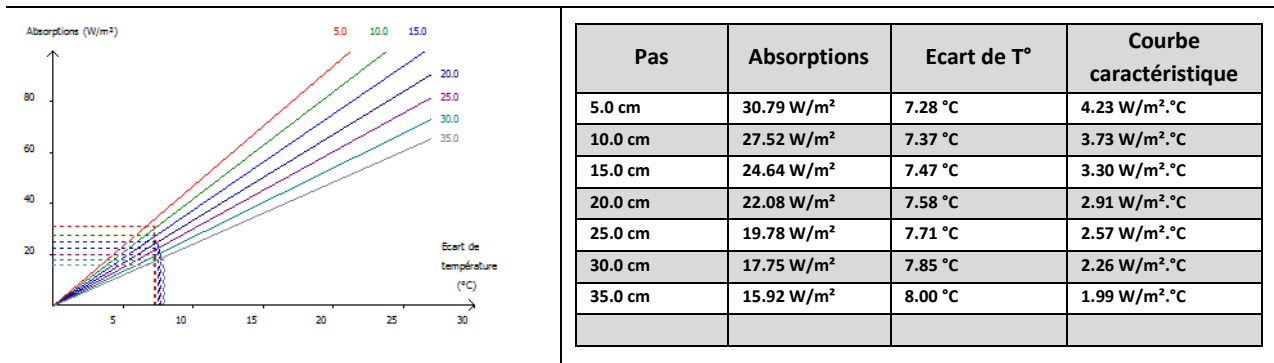 Absorptions (W/m²)
5.0 10.0 15.0
20.0
25.0
30.0
35.0
80
60
40
20
Ecart de
température
(°C)
5 10 15 20 25 30
Pas Absorptions Ecart de T° Courbe
caractéristique
5.0 cm 30.79 W/m² 7.28 °C 4.23 W/m².°C
10.0 cm 27.52 W/m² 7.37 °C 3.73 W/m².°C
15.0 cm 24.64 W/m² 7.47 °C 3.30 W/m².°C
20.0 cm 22.08 W/m² 7.58 °C 2.91 W/m².°C
25.0 cm 19.78 W/m² 7.71 °C 2.57 W/m².°C
30.0 cm 17.75 W/m² 7.85 °C 2.26 W/m².°C
35.0 cm 15.92 W/m² 8.00 °C 1.99 W/m².°C